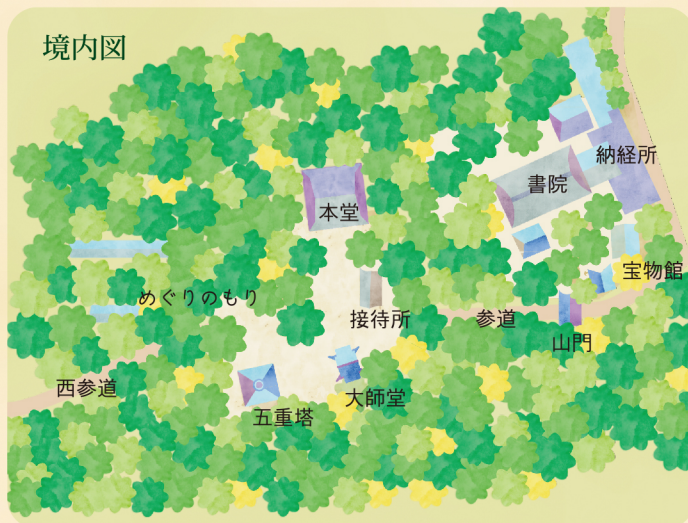 境内図
納経所
書院
本堂
宝物館
めぐりのもり
接待所
参道
山門
西参道
大師堂
五重塔